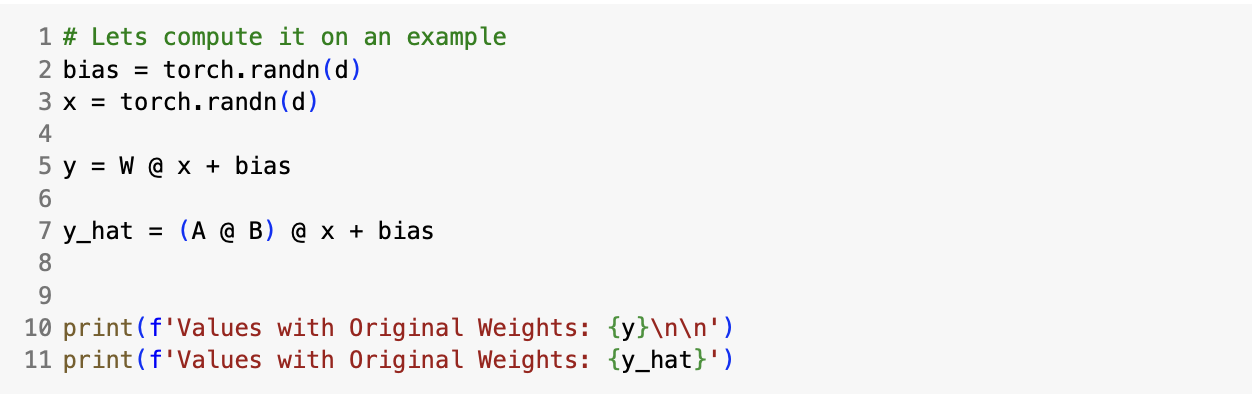 1 # Lets compute it on an example
2 bias = torch.randn(d)
3 x = torch.randn(d)
4
5 y = W @ x + bias
6
7 y_hat = (A @ B) @ x + bias
8
9
10 print(f'Values with Original Weights: {y}\n\n')
11 print(f'Values with Original Weights: {y_hat}')